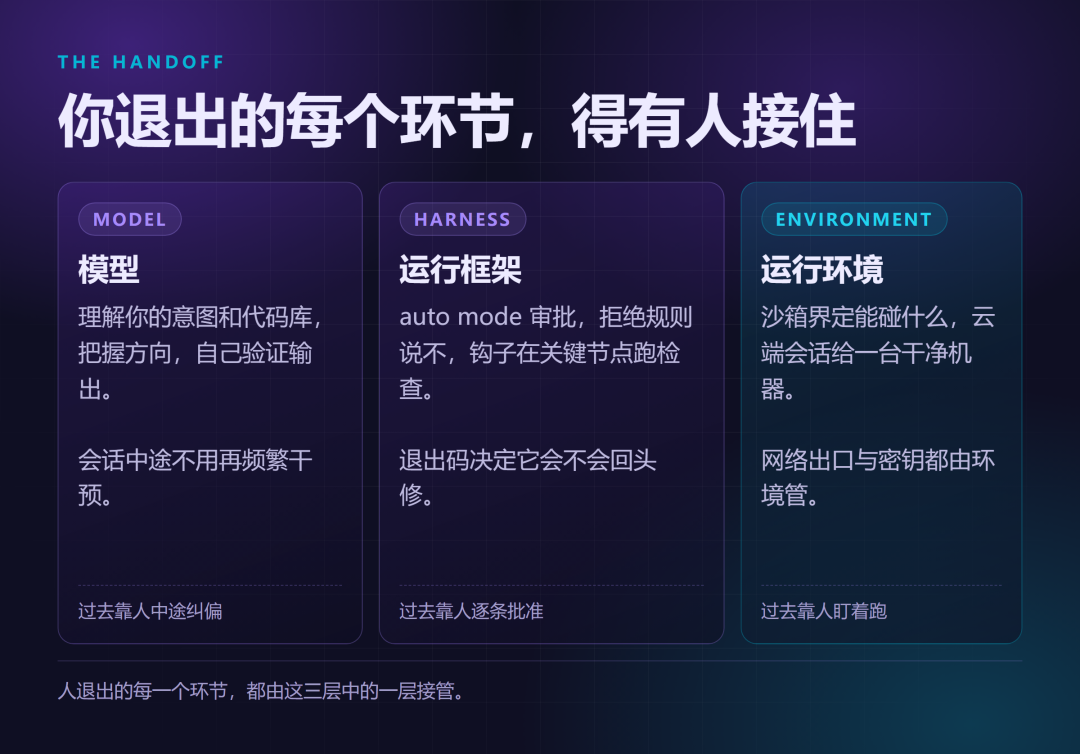 THE HANDOFF
你退出的每个环节，得有人接住
MODEL
模型
理解你的意图和代码库，
把握方向，自己验证输
出。
会话中途不用再频繁干
预。
过去靠人中途纠偏
HARNESS
运行框架
auto mode 审批，拒绝规则
说不，钩子在关键节点跑检
查。
退出码决定它会不会回头
修。
过去靠人逐条批准
ENVIRONMENT
运行环境
沙箱界定能碰什么，云
端会话给一台干净机
器。
网络出口与密钥都由环
境管。
过去靠人盯着跑
人退出的每一个环节，都由这三层中的一层接管。